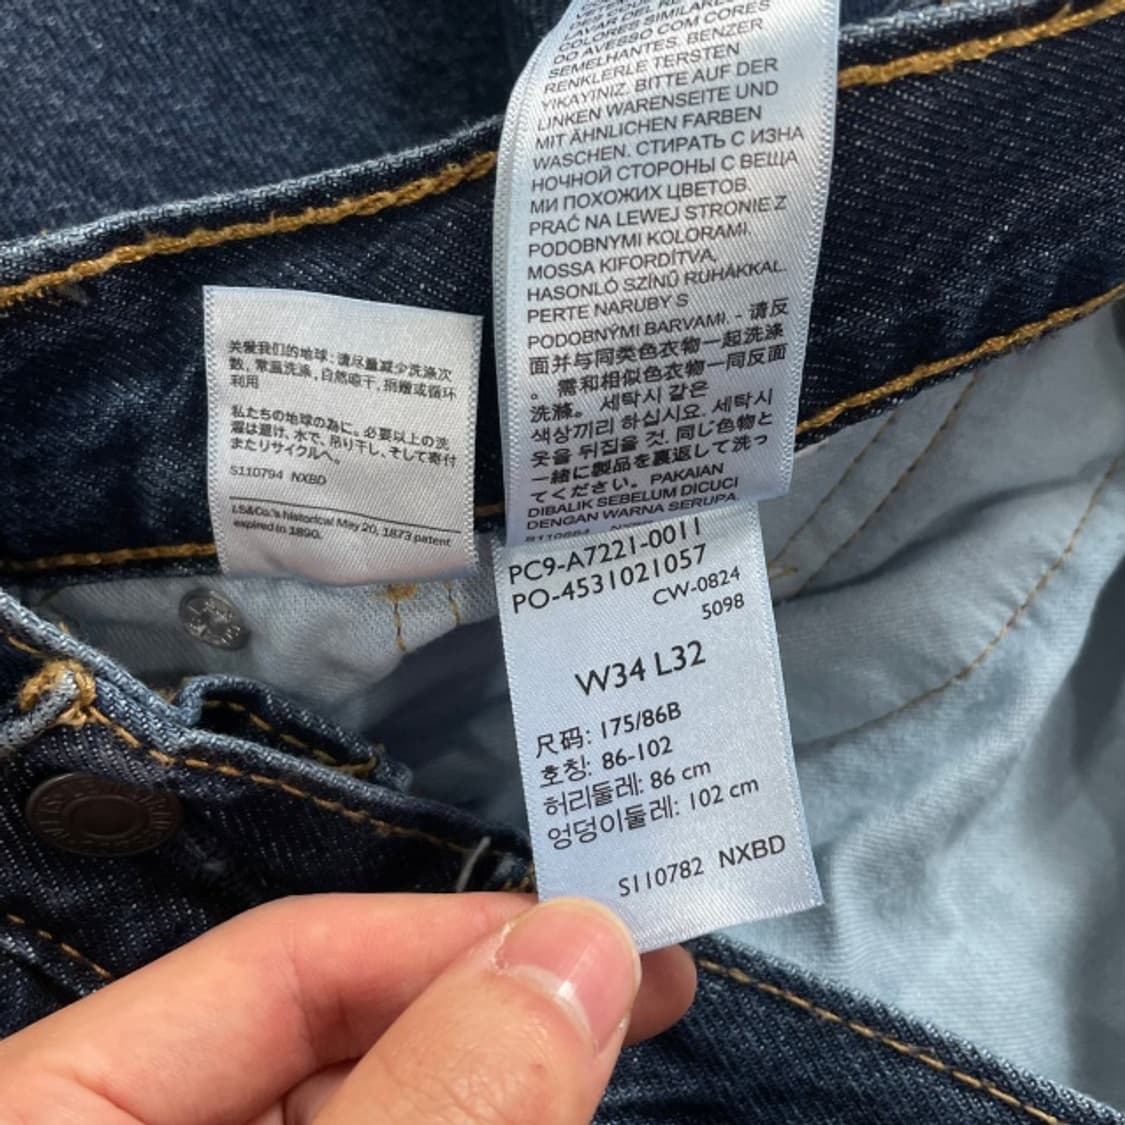 关爱我们的地球：请尽量减少洗涤次
数，常温洗涤，自然晾干，捐赠或循环
利用
私たちの地球の為に。必要以上の洗
濯は避け、水で、吊り干し、そして寄付
またリサイクルへ。
S110794 NXBD
LS&Co.'s historical May 20, 1873 patent
expired in 1890.
LAVAR DEL
COLORES SIMILARES
DO AVESSO COM CORES
SEMELHANTES. BENZER
RENKLERLE TERSTEN
YIKAYINIZ. BITTE AUF DER
LINKEN WARENSEITE UND
MIT ÄHNLICHEN FARBEN
WASCHEN. СТИРАТЬ С ИЗНА
НОЧНОЙ СТОРОНЫ С ВЕЩА
МИ ПОХОЖИХ ЦВЕТОВ.
PRAĆ NA LEWEJ STRONIE Z
PODOBNYMI KOLORAMI.
MOSSA KIFORDÍTVA,
HASONLÓ SZÍNŰ RUHÁKKAL.
PERTE NARUBY S
PODOBNÝMI BARVAMI. - 请反
面并与同类色衣物一起洗涤
。需和相似色衣物一同反面
洗滌。 세탁시 같은
색상끼리 하십시요. 세탁시
옷을 뒤집을 것. 同じ色物と
一緒に製品を裏返して洗っ
てください。 PAKAIAN
DIBALIK SEBELUM DICUCI
DENGAN WARNA SERUPA.
PC9-A7221-0011
PO-4531021057
CW-0824
5098
W34 L32
尺码: 175/86B
호칭: 86-102
허리둘레: 86 cm
엉덩이둘레: 102 cm
S110782 NXBD